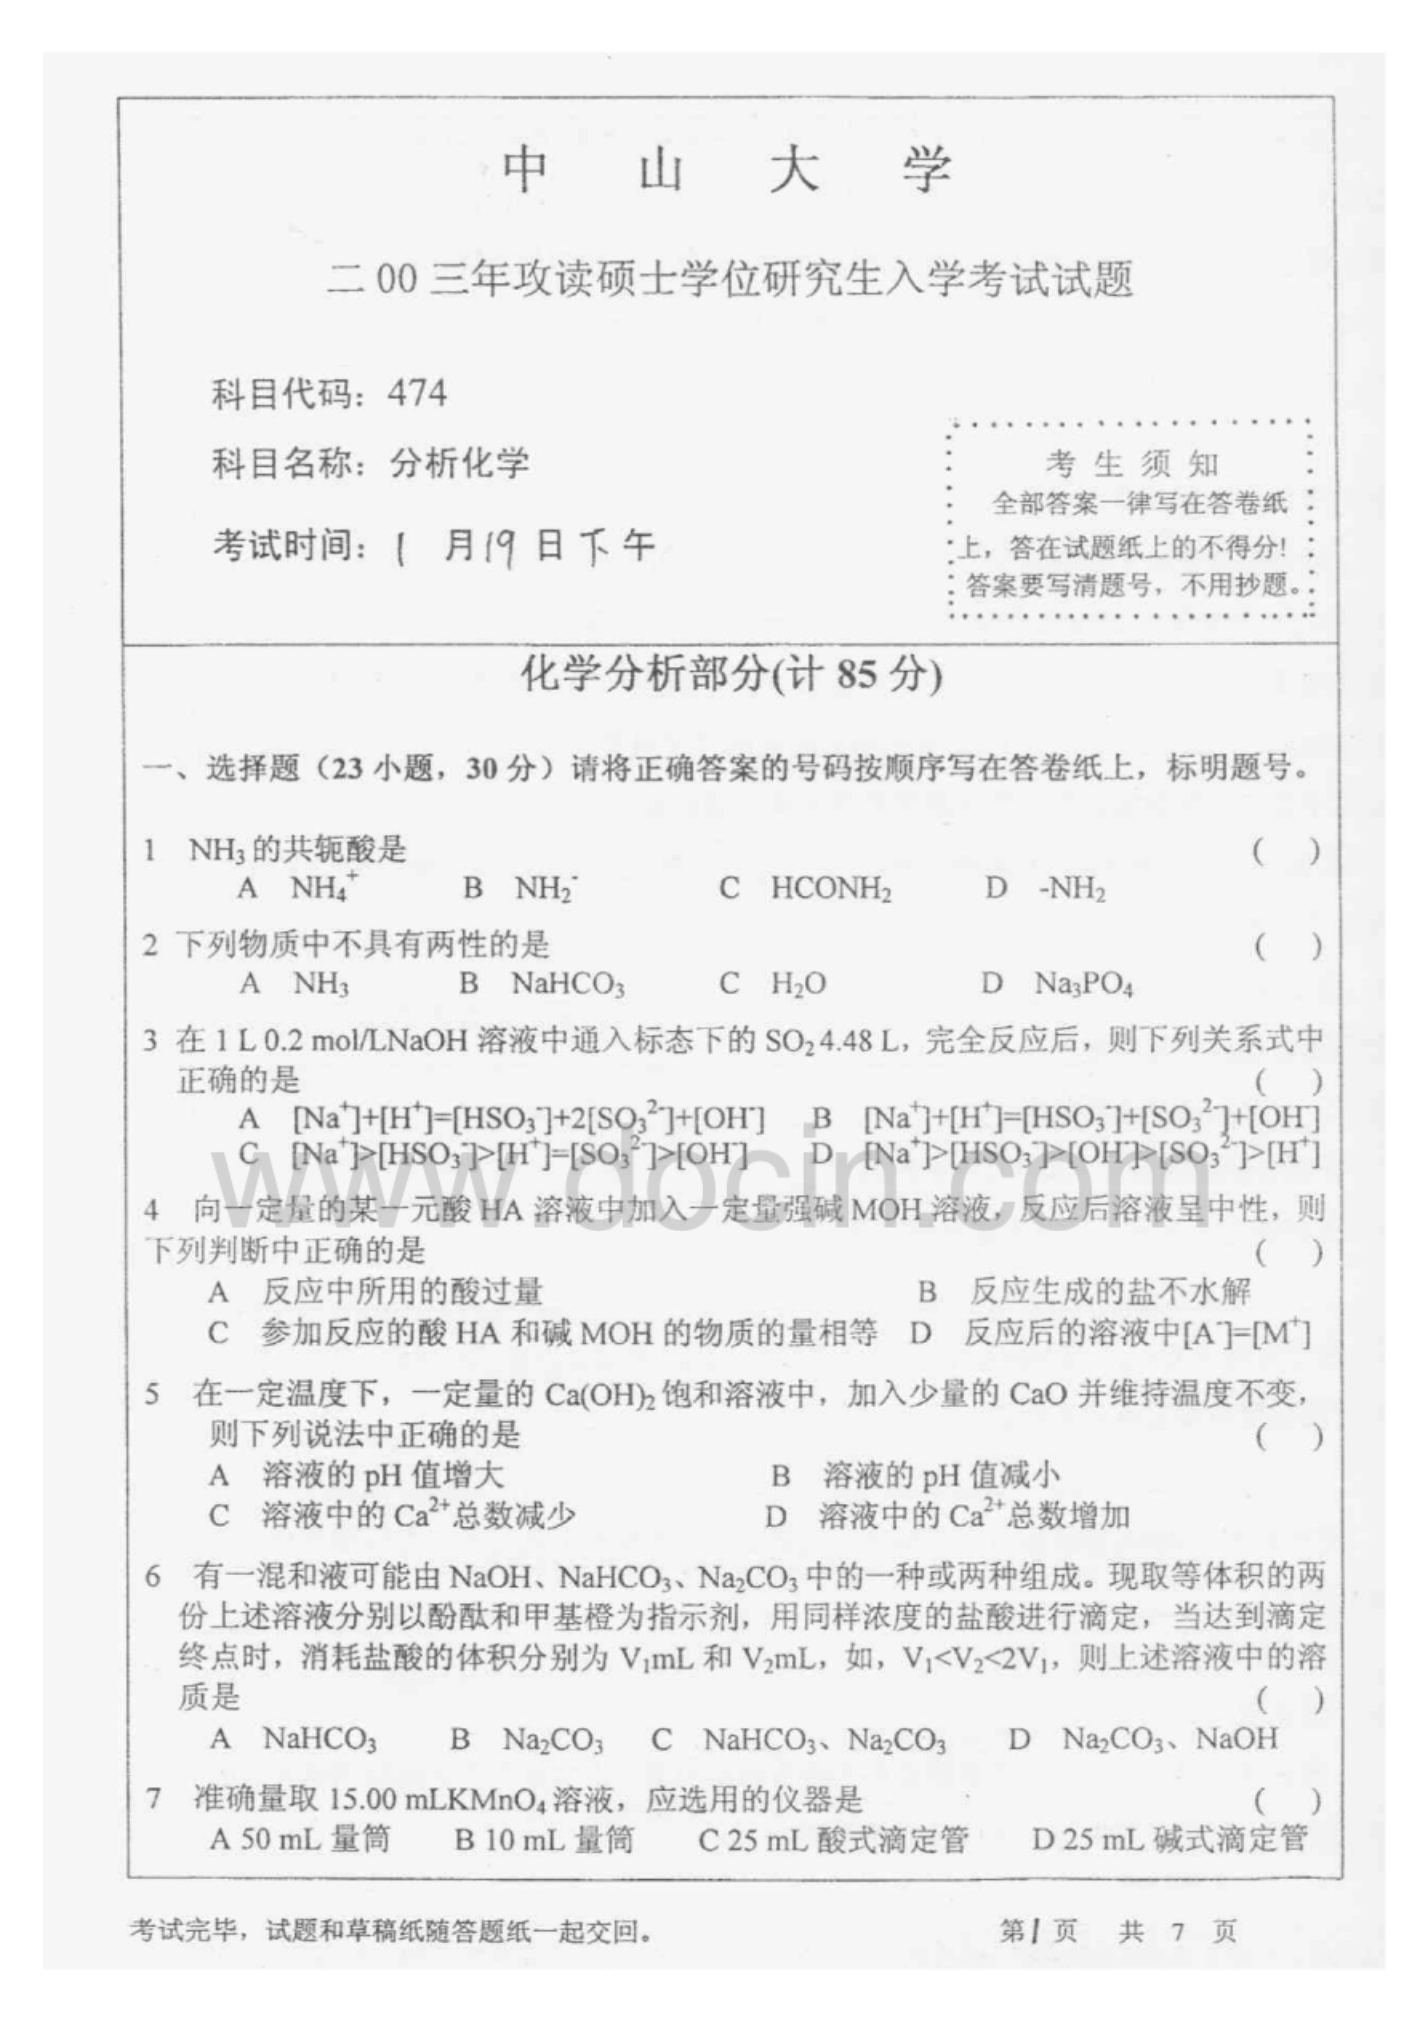 中 山 大 学
二00三年攻读硕士学位研究生入学考试试题
科目代码：474
科目名称：分析化学
考试时间：1 月19日下午
考 生 须 知
全部答案一律写在答卷纸
上，答在试题纸上的不得分!
答案要写清题号，不用抄题。
化学分析部分(计 85 分)
一、选择题（23 小题，30 分）请将正确答案的号码按顺序写在答卷纸上，标明题号。
1 NH₃的共轭酸是 ( )
A NH₄⁺ B NH₂⁻ C HCONH₂ D -NH₂
2 下列物质中不具有两性的是 ( )
A NH₃ B NaHCO₃ C H₂O D Na₃PO₄
3 在 1 L 0.2 mol/LNaOH 溶液中通入标态下的 SO₂ 4.48 L，完全反应后，则下列关系式中
正确的是 ( )
A [Na⁺]+[H⁺]=[HSO₃⁻]+2[SO₃²⁻]+[OH⁻] B [Na⁺]+[H⁺]=[HSO₃⁻]+[SO₃²⁻]+[OH⁻]
C [Na⁺]>[HSO₃⁻]>[H⁺]=[SO₃²⁻]>[OH⁻] D [Na⁺]>[HSO₃⁻]>[OH⁻]>[SO₃²⁻]>[H⁺]
www.docin.com
4 向一定量的某一元酸 HA 溶液中加入一定量强碱 MOH 溶液，反应后溶液呈中性，则
下列判断中正确的是 ( )
A 反应中所用的酸过量 B 反应生成的盐不水解
C 参加反应的酸 HA 和碱 MOH 的物质的量相等 D 反应后的溶液中[A⁻]=[M⁺]
5 在一定温度下，一定量的 Ca(OH)₂饱和溶液中，加入少量的 CaO 并维持温度不变，
则下列说法中正确的是 ( )
A 溶液的 pH 值增大 B 溶液的 pH 值减小
C 溶液中的 Ca²⁺总数减少 D 溶液中的 Ca²⁺总数增加
6 有一混和液可能由 NaOH、NaHCO₃、Na₂CO₃中的一种或两种组成。现取等体积的两
份上述溶液分别以酚酞和甲基橙为指示剂，用同样浓度的盐酸进行滴定，当达到滴定
终点时，消耗盐酸的体积分别为 V₁mL 和 V₂mL，如，V₁<V₂<2V₁，则上述溶液中的溶
质是 ( )
A NaHCO₃ B Na₂CO₃ C NaHCO₃、Na₂CO₃ D Na₂CO₃、NaOH
7 准确量取 15.00 mLKMnO₄溶液，应选用的仪器是 ( )
A 50 mL 量筒 B 10 mL 量筒 C 25 mL 酸式滴定管 D 25 mL 碱式滴定管
考试完毕，试题和草稿纸随答题纸一起交回。 第1页 共 7 页